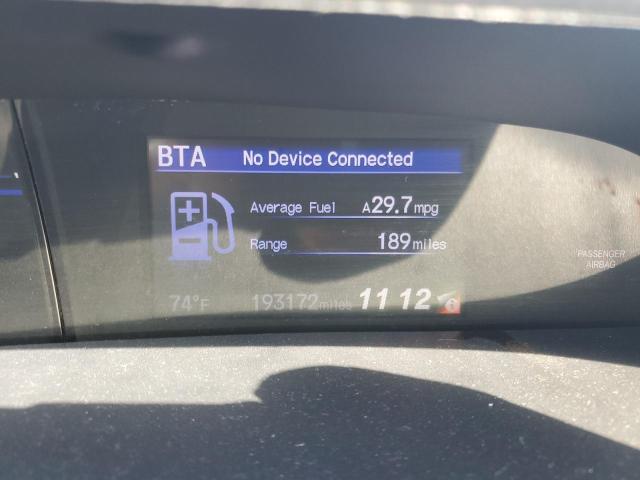 BTA No Device Connected
Average Fuel A29.7mpg
Range 189miles
PASSENGER
AIRBAG
74°F 193172miles 11 12